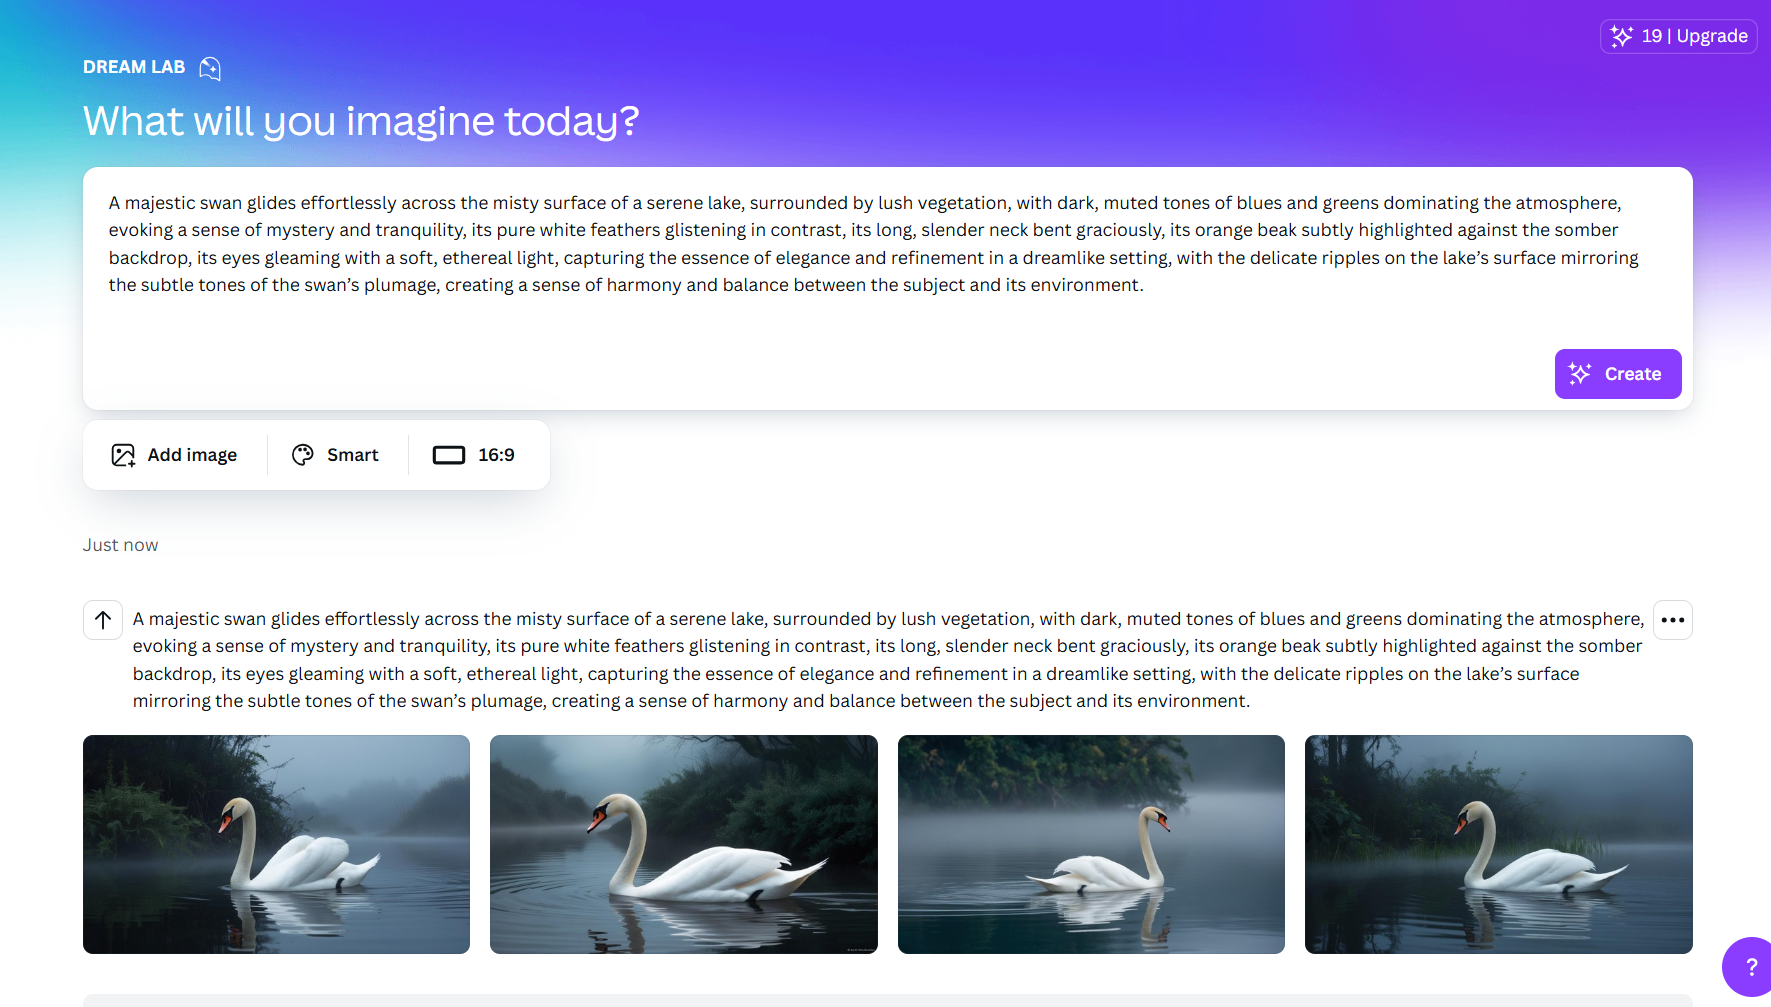 19 | Upgrade
DREAM LAB
What will you imagine today?
A majestic swan glides effortlessly across the misty surface of a serene lake, surrounded by lush vegetation, with dark, muted tones of blues and greens dominating the atmosphere,
evoking a sense of mystery and tranquility, its pure white feathers glistening in contrast, its long, slender neck bent graciously, its orange beak subtly highlighted against the somber
backdrop, its eyes gleaming with a soft, ethereal light, capturing the essence of elegance and refinement in a dreamlike setting, with the delicate ripples on the lake’s surface mirroring
the subtle tones of the swan’s plumage, creating a sense of harmony and balance between the subject and its environment.
Create
Add image
Smart
16:9
Just now
A majestic swan glides effortlessly across the misty surface of a serene lake, surrounded by lush vegetation, with dark, muted tones of blues and greens dominating the atmosphere,
evoking a sense of mystery and tranquility, its pure white feathers glistening in contrast, its long, slender neck bent graciously, its orange beak subtly highlighted against the somber
backdrop, its eyes gleaming with a soft, ethereal light, capturing the essence of elegance and refinement in a dreamlike setting, with the delicate ripples on the lake’s surface
mirroring the subtle tones of the swan’s plumage, creating a sense of harmony and balance between the subject and its environment.
?